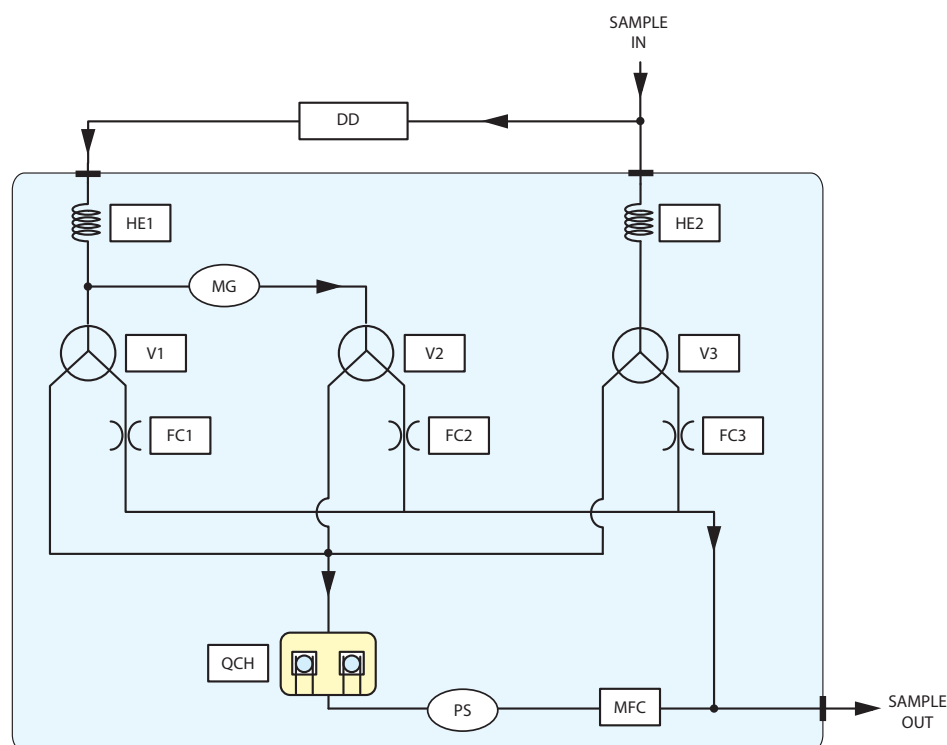 SAMPLE
IN
DD
HE1
HE2
MG
V1
V2
V3
FC1
FC2
FC3
QCH
PS
MFC
SAMPLE
OUT